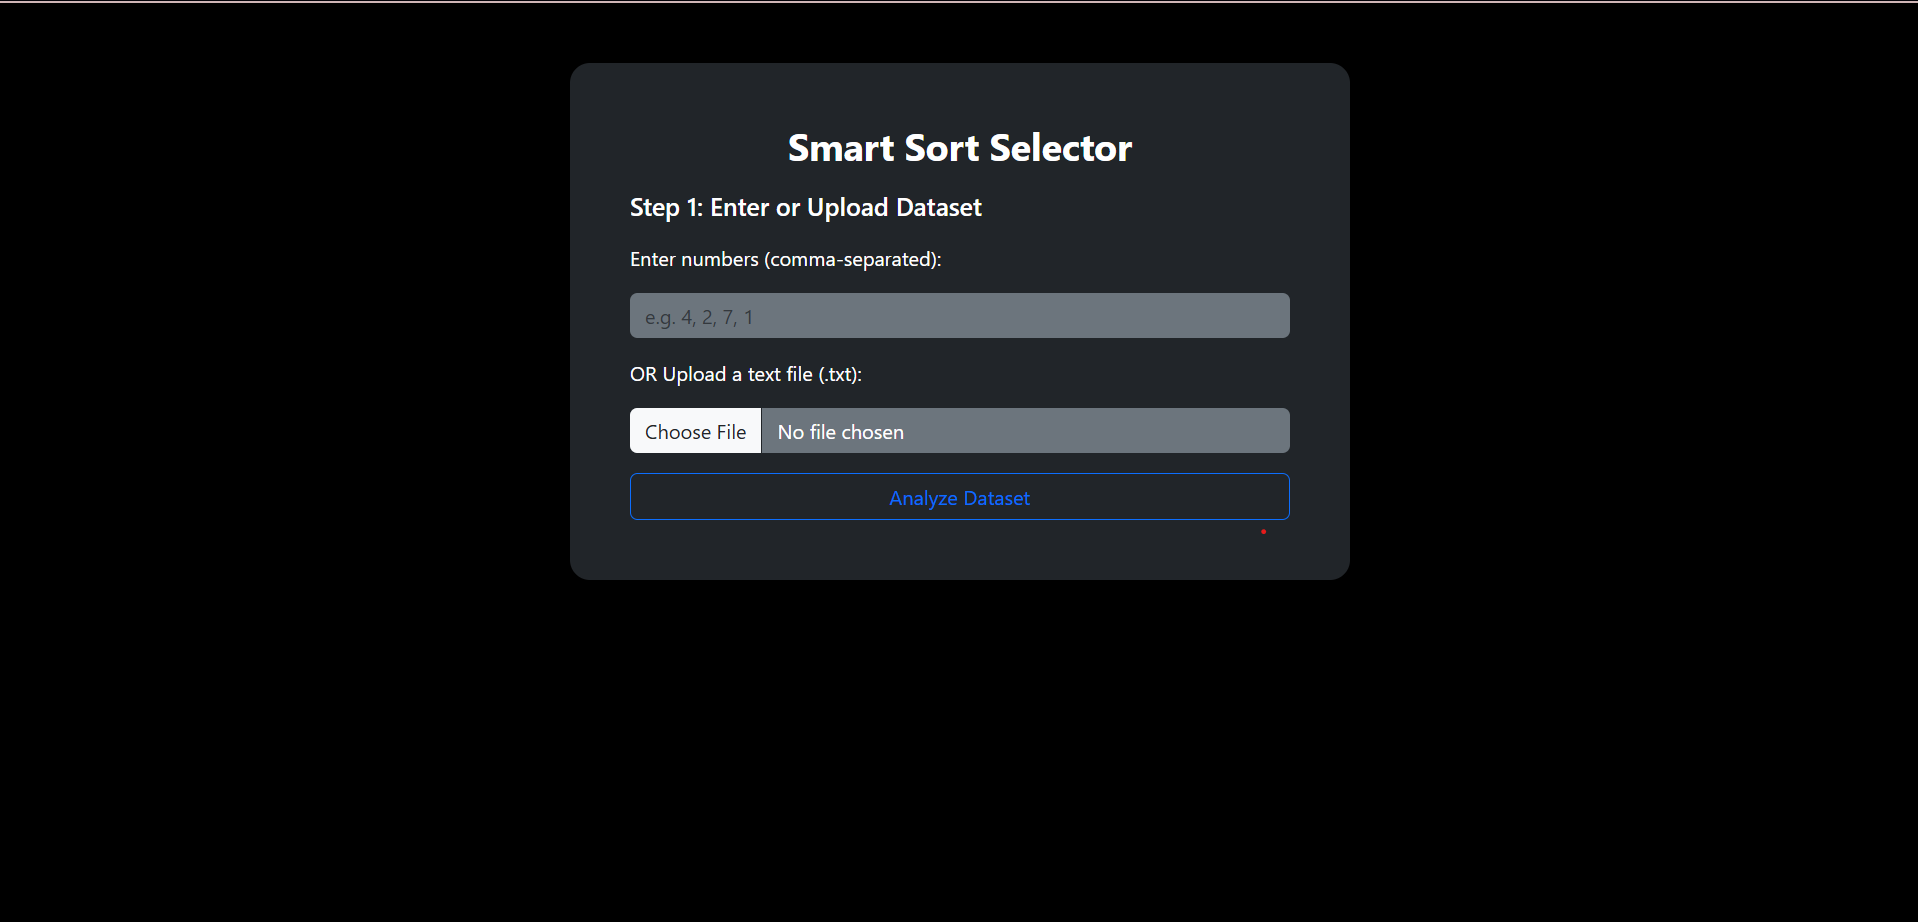 Smart Sort Selector
Step 1: Enter or Upload Dataset
Enter numbers (comma-separated):
e.g. 4, 2, 7, 1
OR Upload a text file (.txt):
Choose File No file chosen
Analyze Dataset